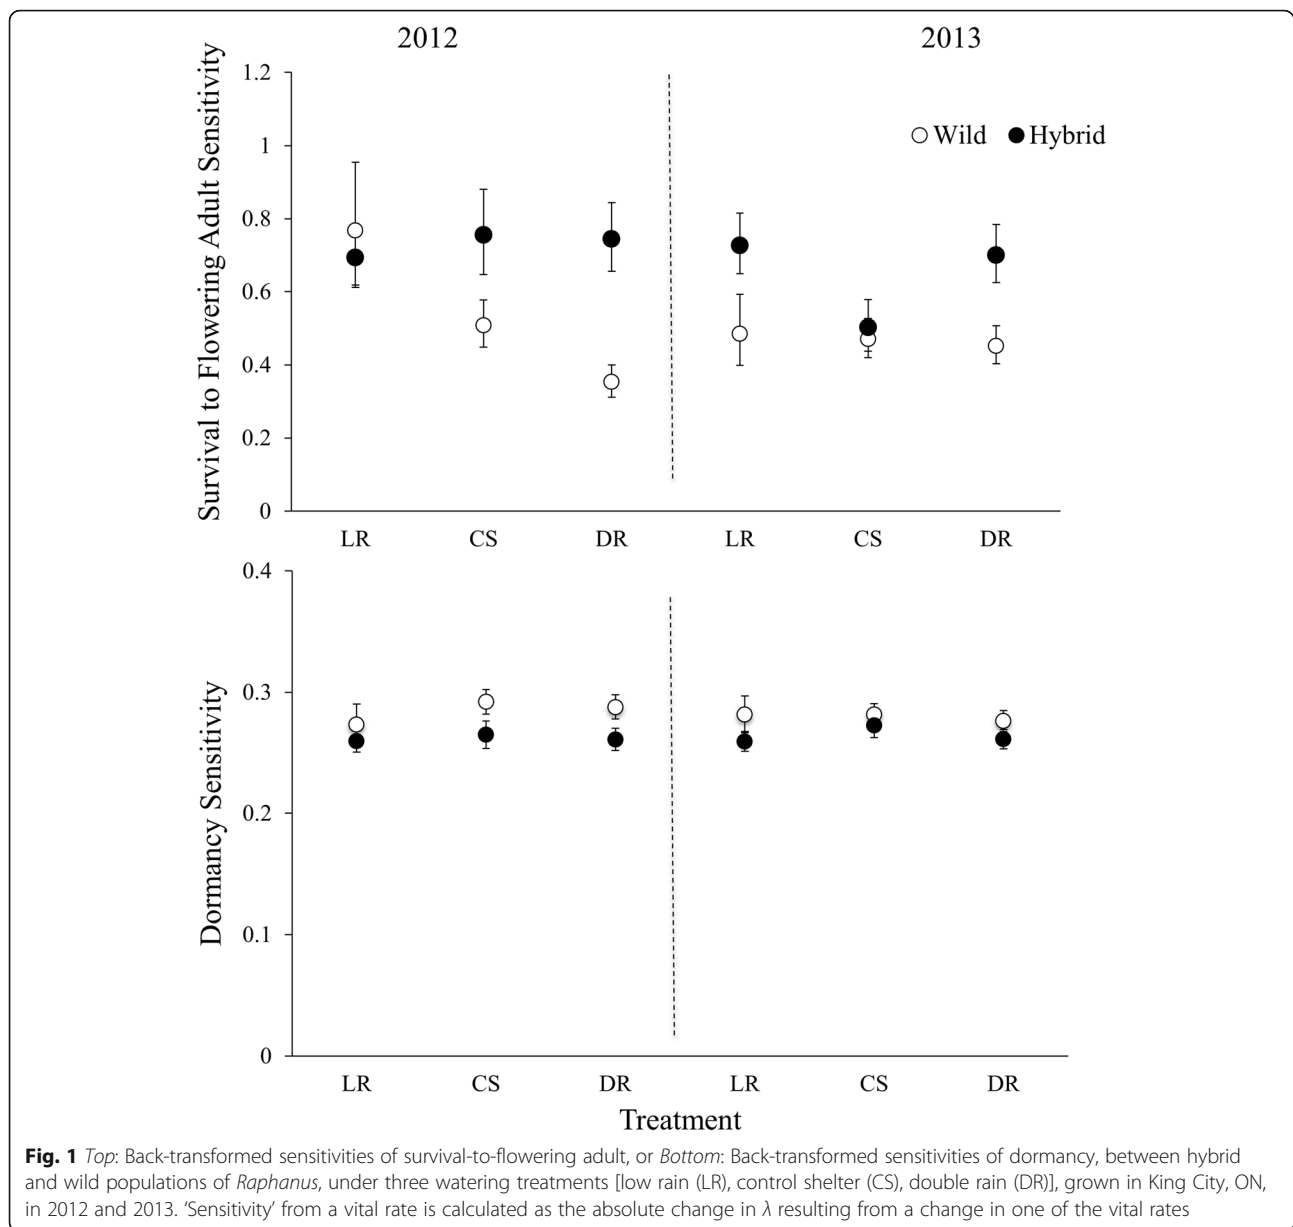 2012 2013
Survival to Flowering Adult Sensitivity
1.2
1
0.8
0.6
0.4
0.2
0
Wild Hybrid
LR CS DR LR CS DR
Dormancy Sensitivity
0.4
0.3
0.2
0.1
0
LR CS DR LR CS DR
Treatment
Fig. 1 Top: Back-transformed sensitivities of survival-to-flowering adult, or Bottom: Back-transformed sensitivities of dormancy, between hybrid
and wild populations of Raphanus, under three watering treatments [low rain (LR), control shelter (CS), double rain (DR)], grown in King City, ON,
in 2012 and 2013. ‘Sensitivity’ from a vital rate is calculated as the absolute change in λ resulting from a change in one of the vital rates